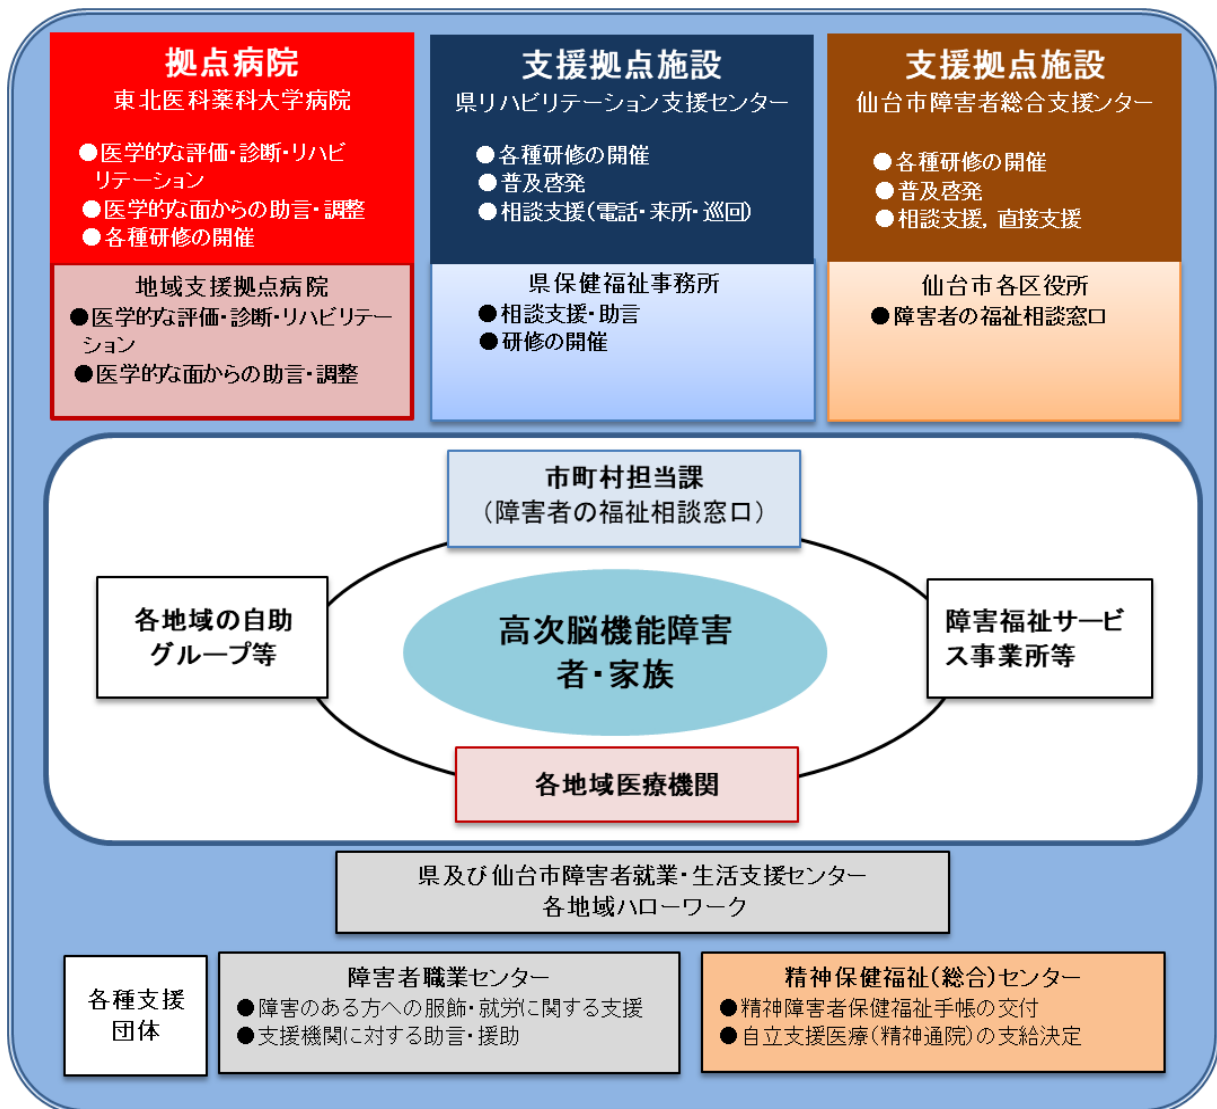 拠点病院
東北医科薬科大学病院
●医学的な評価・診断・リハビ
リテーション
●医学的な面からの助言・調整
●各種研修の開催
地域支援拠点病院
●医学的な評価・診断・リハビリテー
ション
●医学的な面からの助言・調整
支援拠点施設
県リハビリテーション支援センター
●各種研修の開催
●普及啓発
●相談支援(電話・来所・巡回)
県保健福祉事務所
●相談支援・助言
●研修の開催
支援拠点施設
仙台市障害者総合支援ンター
●各種研修の開催
●普及啓発
●相談支援, 直接支援
仙台市各区役所
●障害者の福祉相談窓口
市町村担当課
(障害者の福祉相談窓口)
各地域の自助
グループ等
高次脳機能障害
者・家族
障害福祉サービ
ス事業所等
各地域医療機関
県及び仙台市障害者就業・生活支援センター
各地域ハローワーク
各種支援
団体
障害者職業センター
●障害のある方への服飾・就労に関する支援
●支援機関に対する助言・援助
精神保健福祉(総合)センター
●精神障害者保健福祉手帳の交付
●自立支援医療(精神通院)の支給決定